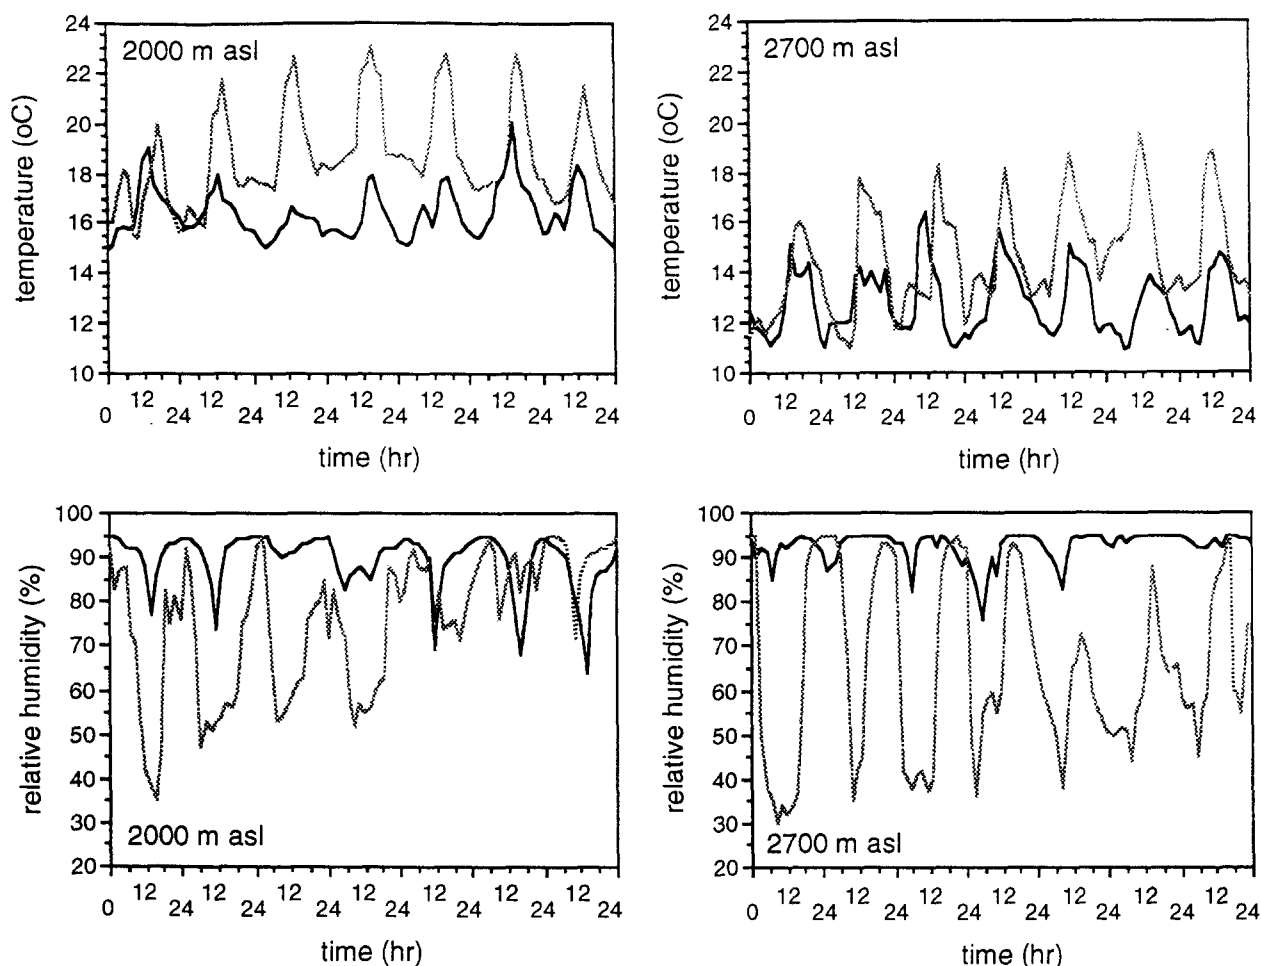 2000 m asl
temperature (oC)
24
22
20
18
16
14
12
10
12 12 12 12 12 12 12
0 24 24 24 24 24 24 24
time (hr)
2700 m asl
temperature (oC)
24
22
20
18
16
14
12
10
12 12 12 12 12 12 12
0 24 24 24 24 24 24 24
time (hr)
relative humidity (%)
100
90
80
70
60
50
40
30
20
2000 m asl
12 12 12 12 12 12 12
0 24 24 24 24 24 24 24
time (hr)
relative humidity (%)
100
90
80
70
60
50
40
30
20
2700 m asl
12 12 12 12 12 12 12
0 24 24 24 24 24 24 24
time (hr)